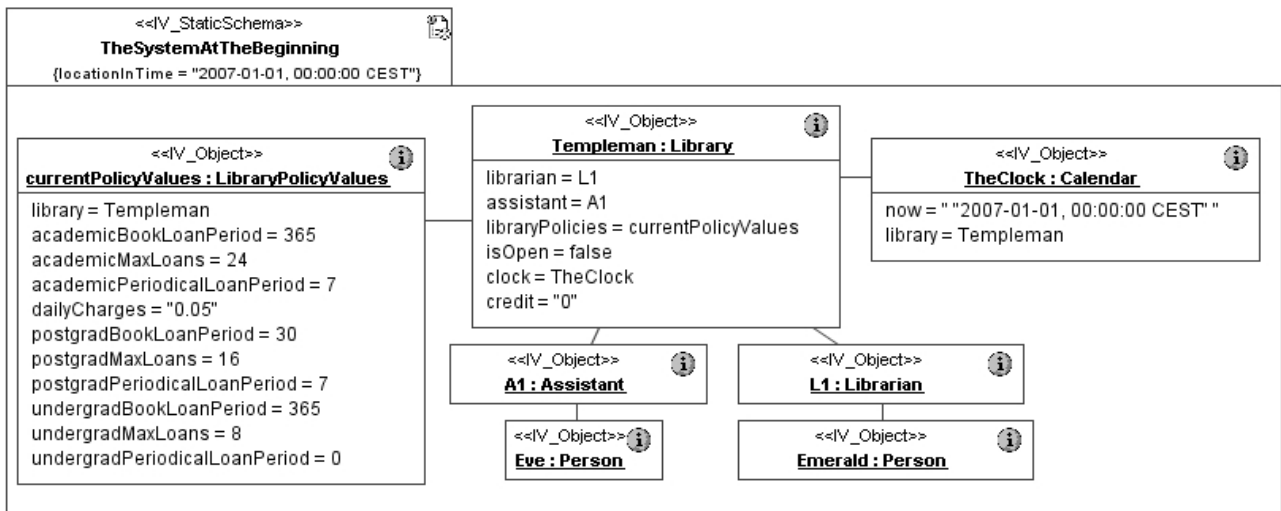 <<IV_StaticSchema>>
TheSystemAtTheBeginning
{locationInTime = "2007-01-01, 00:00:00 CEST"}
<<IV_Object>>
currentPolicyValues : LibraryPolicyValues
library = Templeman
academicBookLoanPeriod = 365
academicMaxLoans = 24
academicPeriodicalLoanPeriod = 7
dailyCharges = "0.05"
postgradBookLoanPeriod = 30
postgradMaxLoans = 16
postgradPeriodicalLoanPeriod = 7
undergradBookLoanPeriod = 365
undergradMaxLoans = 8
undergradPeriodicalLoanPeriod = 0
<<IV_Object>>
Templeman : Library
librarian = L1
assistant = A1
libraryPolicies = currentPolicyValues
isOpen = false
clock = TheClock
credit = "0"
<<IV_Object>>
TheClock : Calendar
now = " "2007-01-01, 00:00:00 CEST" "
library = Templeman
<<IV_Object>>
A1 : Assistant
<<IV_Object>>
L1 : Librarian
<<IV_Object>>
Eve : Person
<<IV_Object>>
Emerald : Person